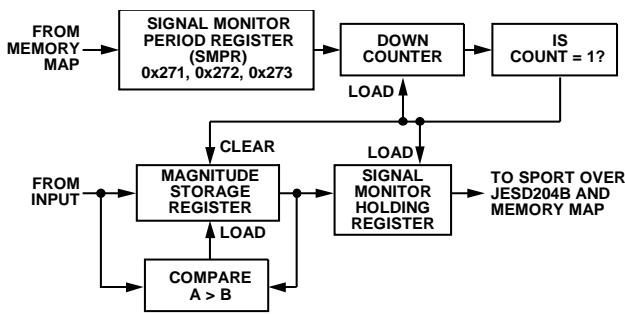 FROM
MEMORY
MAP
SIGNAL MONITOR
PERIOD REGISTER
(SMPR)
0x271, 0x272, 0x273
DOWN
COUNTER
IS
COUNT = 1?
LOAD
CLEAR
LOAD
FROM
INPUT
MAGNITUDE
STORAGE
REGISTER
SIGNAL
MONITOR
HOLDING
REGISTER
TO SPORT OVER
JESD204B AND
MEMORY MAP
LOAD
COMPARE
A > B